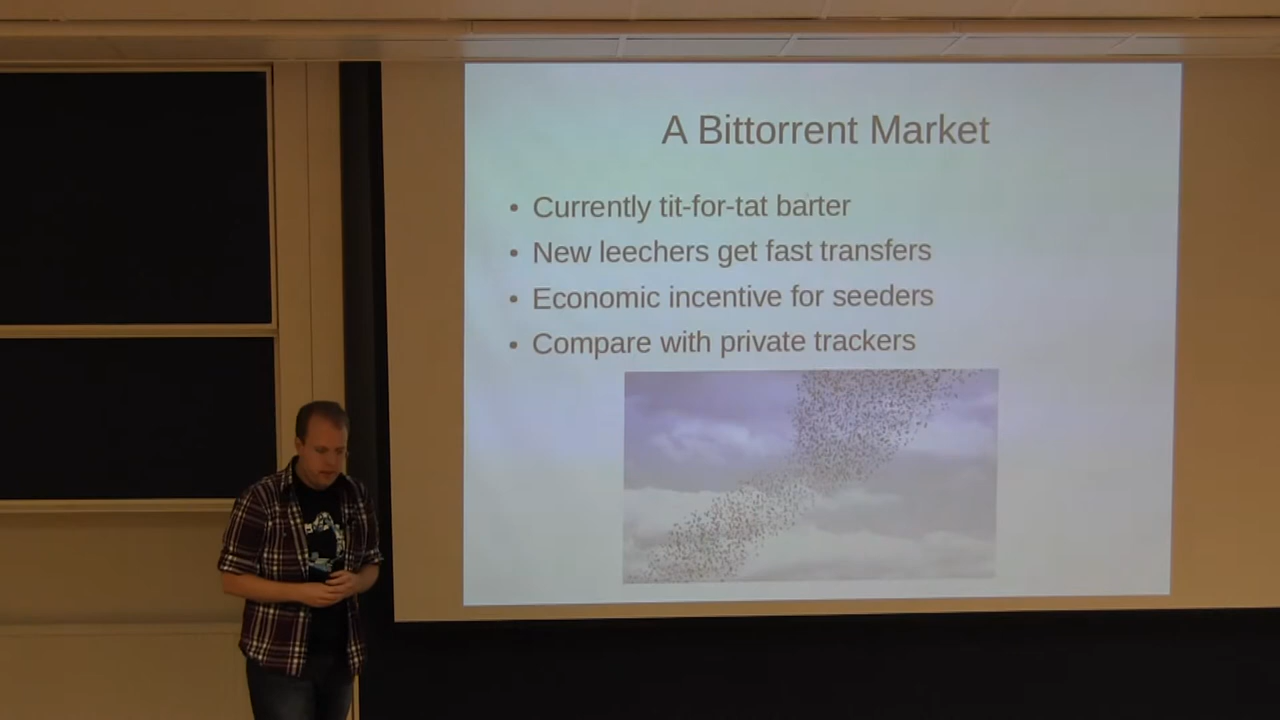 A Bittorrent Market
• Currently tit-for-tat barter
• New leechers get fast transfers
• Economic incentive for seeders
• Compare with private trackers